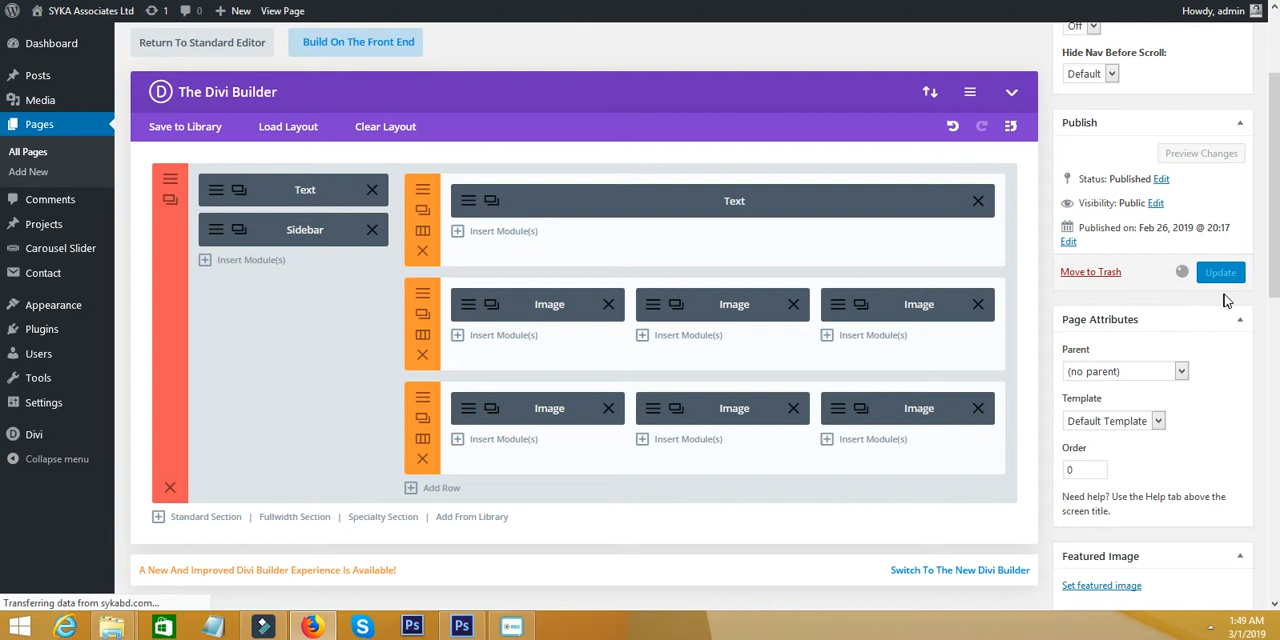 SYKA Associates Ltd 1 0 New View Page Howdy, admin
Dashboard
Posts
Media
Pages
All Pages
Add New
Comments
Projects
Carousel Slider
Contact
Appearance
Plugins
Users
Tools
Settings
Divi
Collapse menu
Return To Standard Editor Build On The Front End
D The Divi Builder
Save to Library Load Layout Clear Layout
Text
Sidebar
Insert Module(s)
Text
Insert Module(s)
Image Image Image
Insert Module(s) Insert Module(s) Insert Module(s)
Image Image Image
Insert Module(s) Insert Module(s) Insert Module(s)
Add Row
Standard Section | Fullwidth Section | Specialty Section | Add From Library
A New And Improved Divi Builder Experience Is Available! Switch To The New Divi Builder
Off
Hide Nav Before Scroll:
Default
Publish
Preview Changes
Status: Published Edit
Visibility: Public Edit
Published on: Feb 26, 2019 @ 20:17
Edit
Move to Trash Update
Page Attributes
Parent
(no parent)
Template
Default Template
Order
0
Need help? Use the Help tab above the
screen title.
Featured Image
Set featured image
Transferring data from sykabd.com...
Ps Ps
1:49 AM
3/1/2019